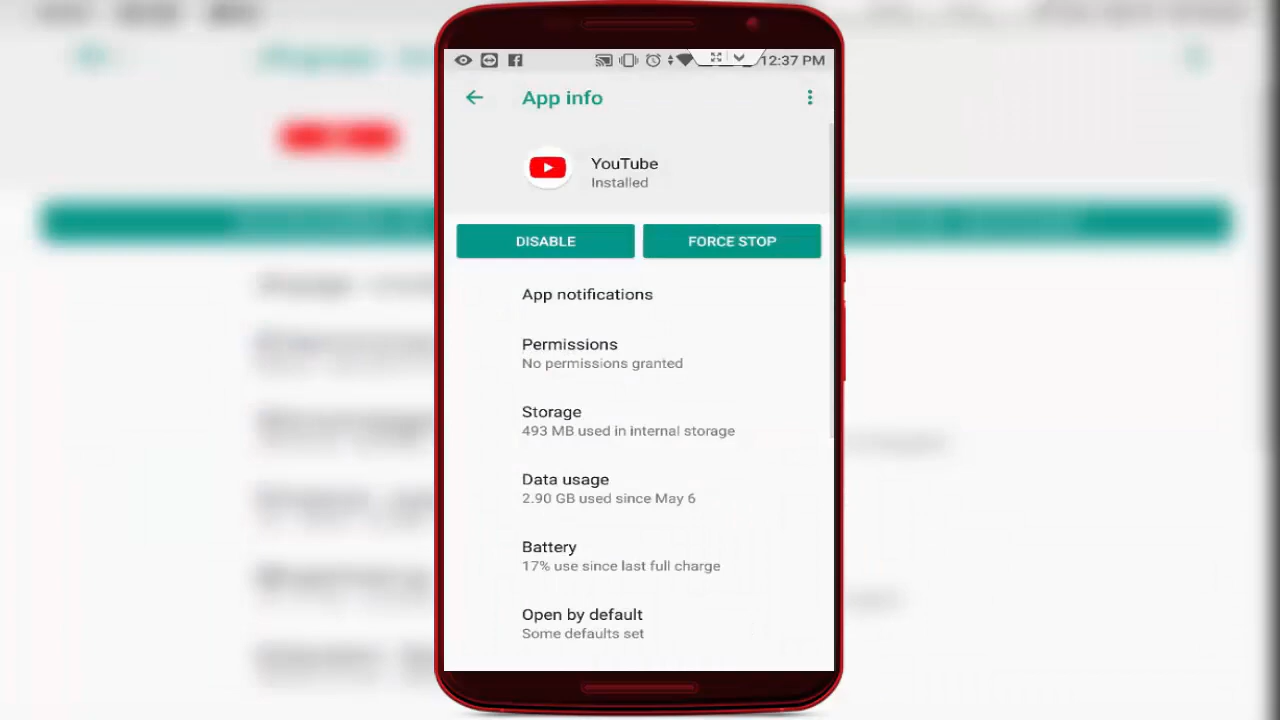 12:37 PM
App info
YouTube
Installed
DISABLE
FORCE STOP
App notifications
Permissions
No permissions granted
Storage
493 MB used in internal storage
Data usage
2.90 GB used since May 6
Battery
17% use since last full charge
Open by default
Some defaults set